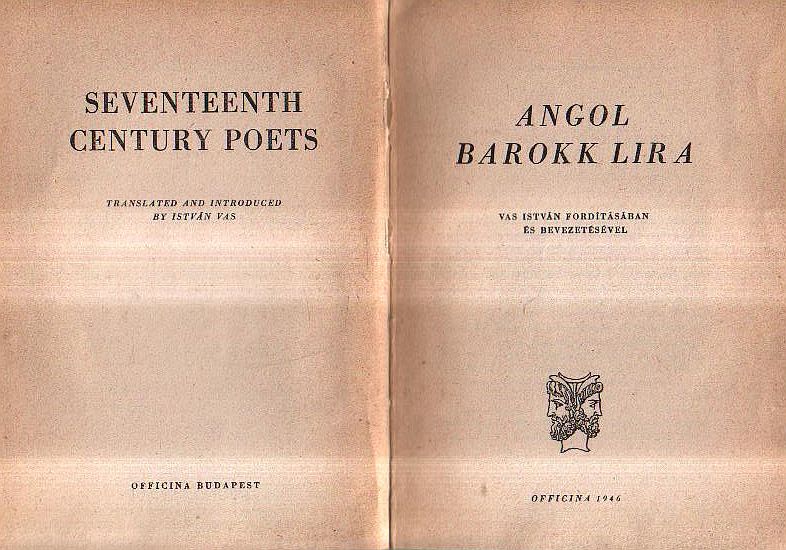 SEVENTEENTH
CENTURY POETS
TRANSLATED AND INTRODUCED
BY ISTVÁN VAS
OFFICINA BUDAPEST
ANGOL
BAROKK LIRA
VAS ISTVÁN FORDÍTÁSÁBAN
ÉS BEVEZETÉSÉVEL
OFFICINA 1946